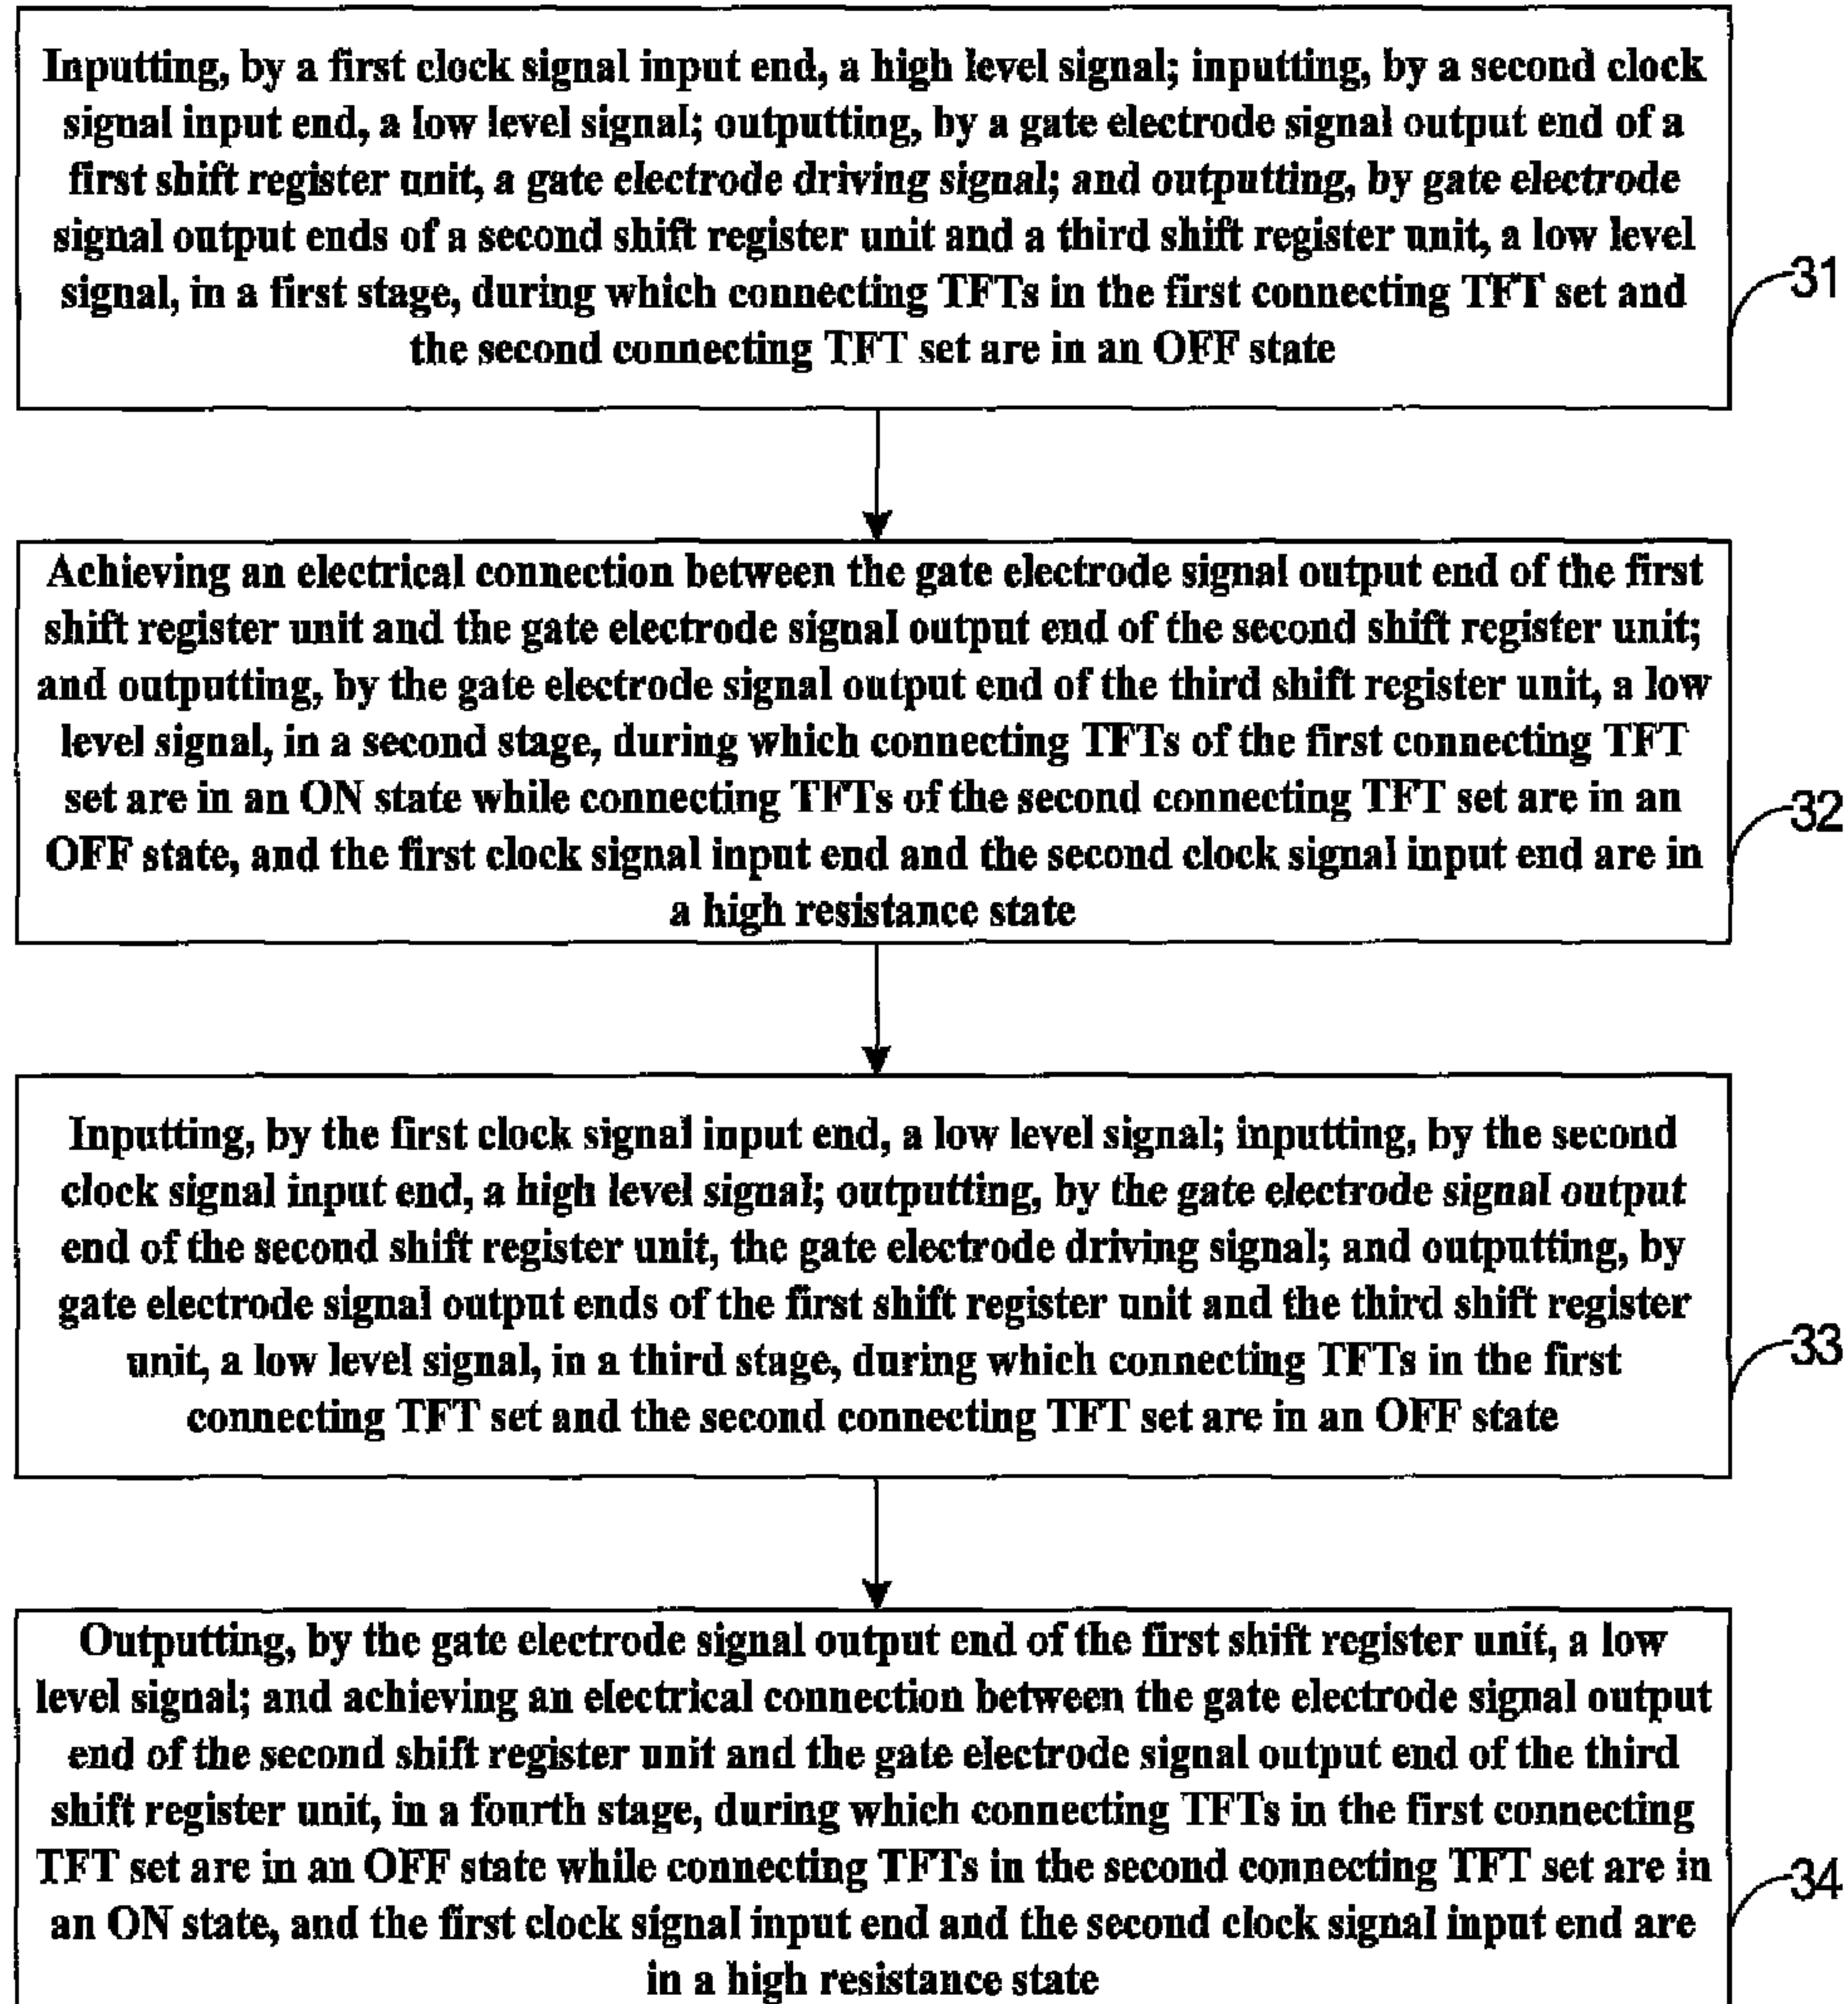 Inputting, by a first clock signal input end, a high level signal; inputting, by a second clock
signal input end, a low level signal; outputting, by a gate electrode signal output end of a
first shift register unit, a gate electrode driving signal; and outputting, by gate electrode
signal output ends of a second shift register unit and a third shift register unit, a low level
signal, in a first stage, during which connecting TFTs in the first connecting TFT set and
the second connecting TFT set are in an OFF state
31
Achieving an electrical connection between the gate electrode signal output end of the first
shift register unit and the gate electrode signal output end of the second shift register unit;
and outputting, by the gate electrode signal output end of the third shift register unit, a low
level signal, in a second stage, during which connecting TFTs of the first connecting TFT
set are in an ON state while connecting TFTs of the second connecting TFT set are in an
OFF state, and the first clock signal input end and the second clock signal input end are in
a high resistance state
32
Inputting, by the first clock signal input end, a low level signal; inputting, by the second
clock signal input end, a high level signal; outputting, by the gate electrode signal output
end of the second shift register unit, the gate electrode driving signal; and outputting, by
gate electrode signal output ends of the first shift register unit and the third shift register
unit, a low level signal, in a third stage, during which connecting TFTs in the first
connecting TFT set and the second connecting TFT set are in an OFF state
33
Outputting, by the gate electrode signal output end of the first shift register unit, a low
level signal; and achieving an electrical connection between the gate electrode signal output
end of the second shift register unit and the gate electrode signal output end of the third
shift register unit, in a fourth stage, during which connecting TFTs in the first connecting
TFT set are in an OFF state while connecting TFTs in the second connecting TFT set are in
an ON state, and the first clock signal input end and the second clock signal input end are
in a high resistance state
34